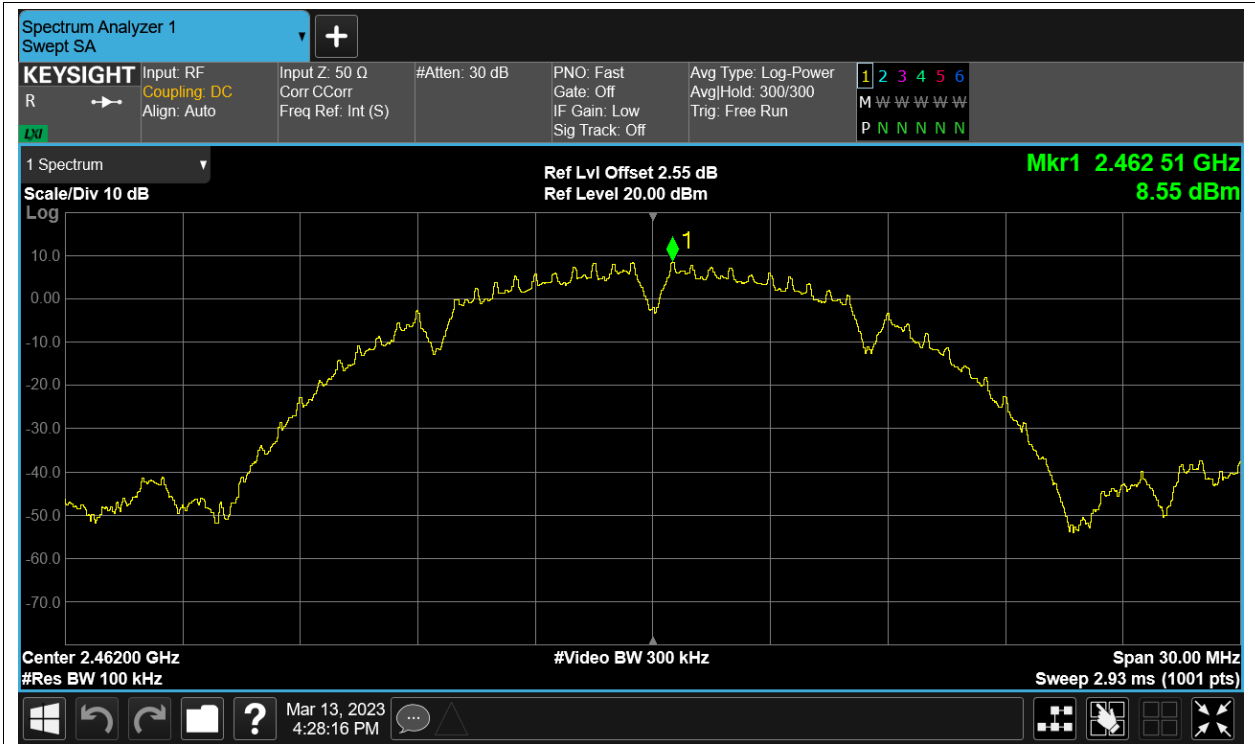 Spectrum Analyzer 1
Swept SA
KEYSIGHT
R
LXI
Input: RF
Coupling: DC
Align: Auto
Input Z: 50 Ω
Corr CCorr
Freq Ref: Int (S)
#Atten: 30 dB
PNO: Fast
Gate: Off
IF Gain: Low
Sig Track: Off
Avg Type: Log-Power
Avg|Hold: 300/300
Trig: Free Run
1 2 3 4 5 6
M W W W W W
P N N N N N
1 Spectrum
Scale/Div 10 dB
Log
Ref Lvl Offset 2.55 dB
Ref Level 20.00 dBm
Mkr1 2.462 51 GHz
8.55 dBm
1
10.0
0.00
-10.0
-20.0
-30.0
-40.0
-50.0
-60.0
-70.0
Center 2.46200 GHz
#Res BW 100 kHz
#Video BW 300 kHz
Span 30.00 MHz
Sweep 2.93 ms (1001 pts)
?
Mar 13, 2023
4:28:16 PM